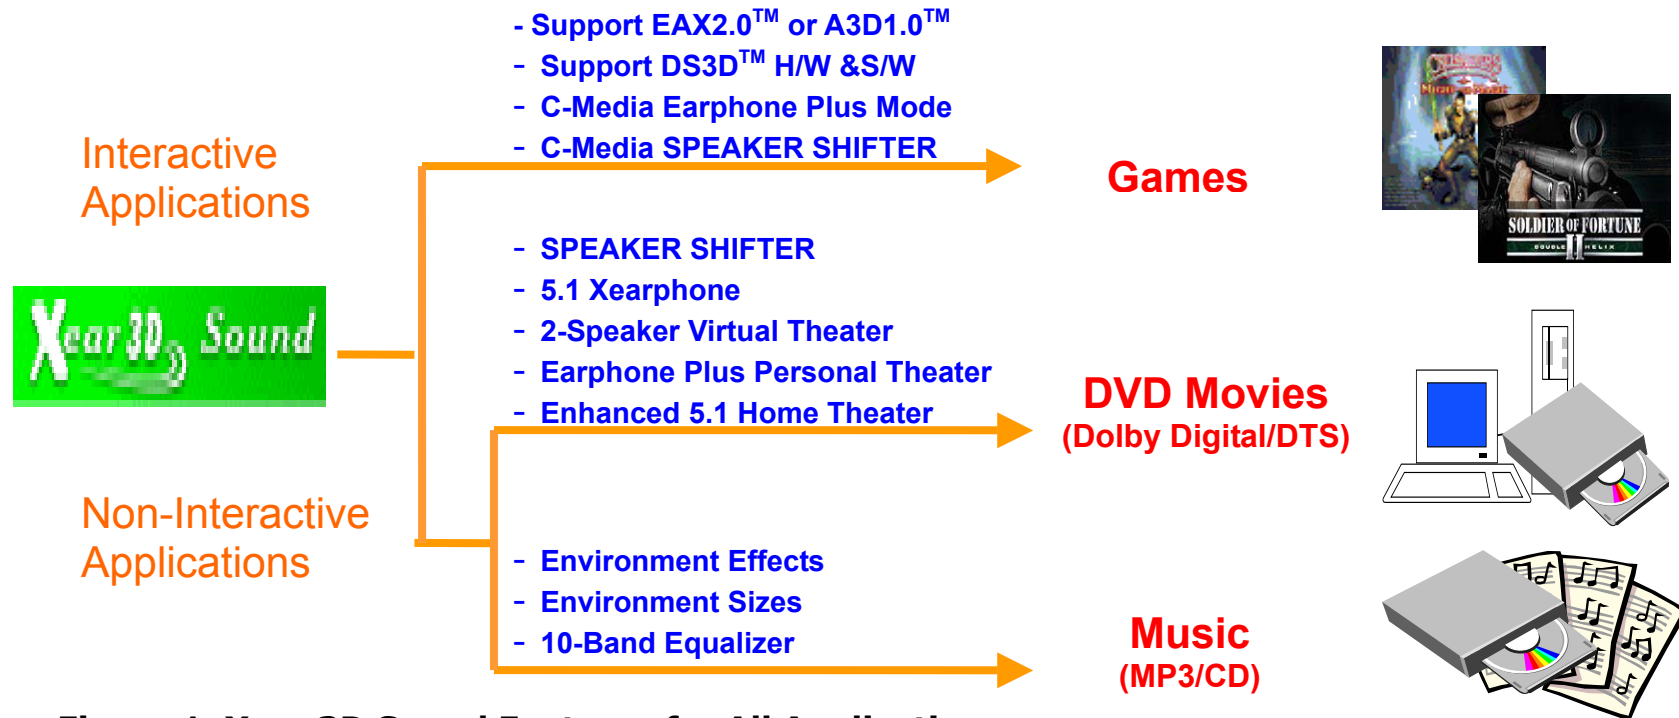 - Support EAX2.0TM or A3D1.0TM
- Support DS3DTM H/W &S/W
- C-Media Earphone Plus Mode
- C-Media SPEAKER SHIFTER
Interactive
Applications
Games
SOLDIER OF FORTUNE
II
DOUBLE HELIX
- SPEAKER SHIFTER
- 5.1 Xearphone
- 2-Speaker Virtual Theater
- Earphone Plus Personal Theater
- Enhanced 5.1 Home Theater
Xear 3D Sound
DVD Movies
(Dolby Digital/DTS)
Non-Interactive
Applications
- Environment Effects
- Environment Sizes
- 10-Band Equalizer
Music
(MP3/CD)